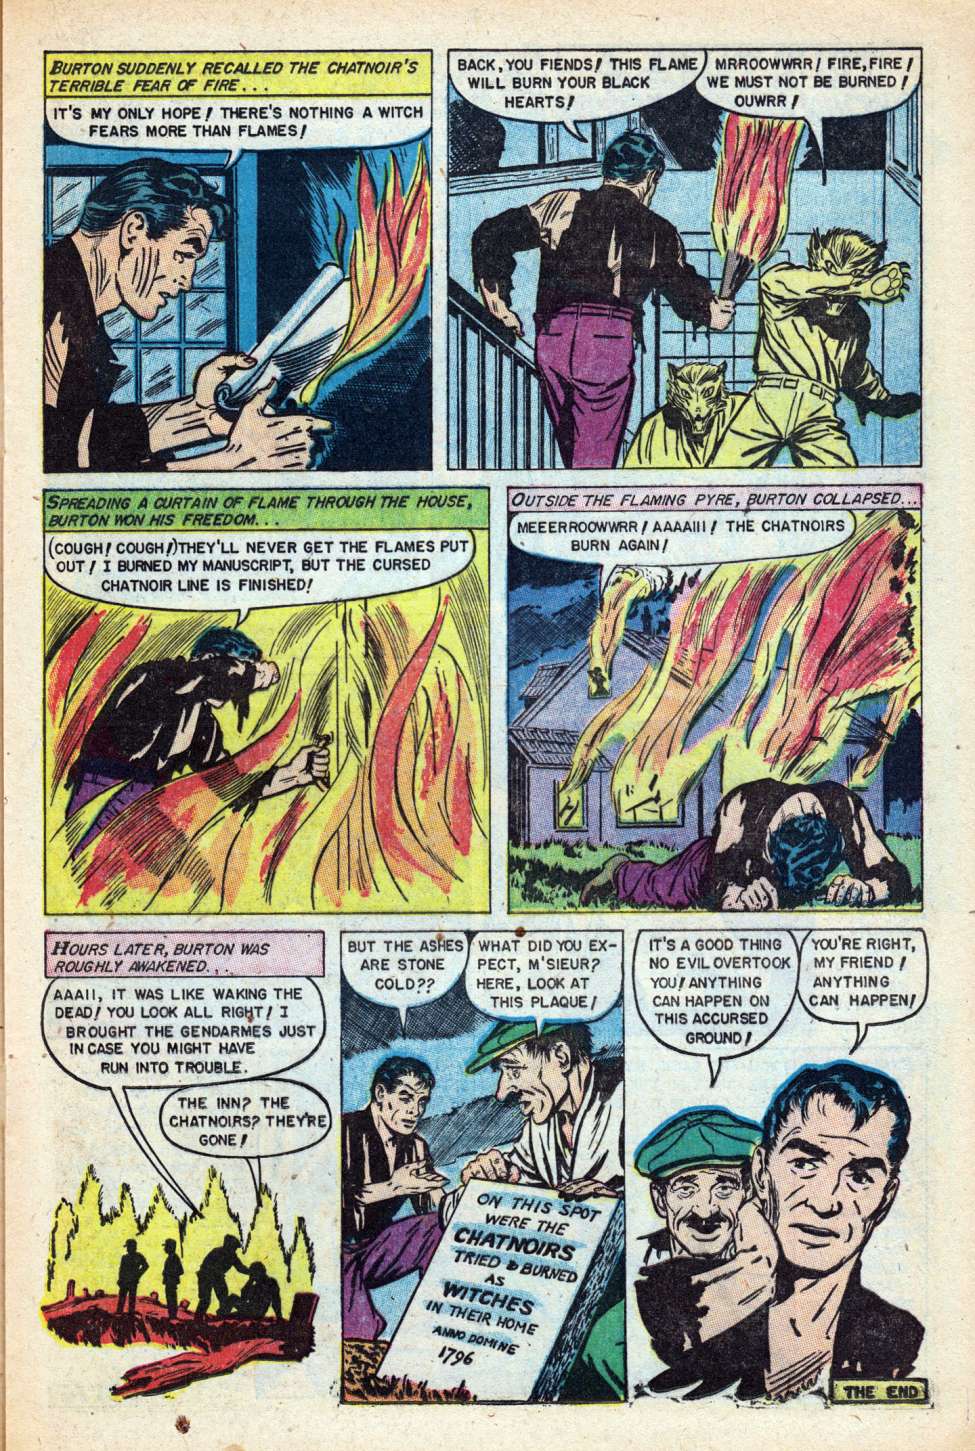 BURTON SUDDENLY RECALLED THE CHATNOIR'S
TERRIBLE FEAR OF FIRE...
IT'S MY ONLY HOPE! THERE'S NOTHING A WITCH
FEARS MORE THAN FLAMES!
BACK, YOU FIENDS! THIS FLAME
WILL BURN YOUR BLACK
HEARTS!
MRROOWWRR! FIRE, FIRE!
WE MUST NOT BE BURNED!
OUWRR!
SPREADING A CURTAIN OF FLAME THROUGH THE HOUSE,
BURTON WON HIS FREEDOM...
(COUGH! COUGH!) THEY'LL NEVER GET THE FLAMES PUT
OUT! I BURNED MY MANUSCRIPT, BUT THE CURSED
CHATNOIR LINE IS FINISHED!
OUTSIDE THE FLAMING PYRE, BURTON COLLAPSED...
MEEERROOWWRR! AAAAIII! THE CHATNOIRS
BURN AGAIN!
HOURS LATER, BURTON WAS
ROUGHLY AWAKENED...
AAAII, IT WAS LIKE WAKING THE
DEAD! YOU LOOK ALL RIGHT! I
BROUGHT THE GENDARMES JUST
IN CASE YOU MIGHT HAVE
RUN INTO TROUBLE.
THE INN? THE
CHATNOIRS? THEY'RE
GONE!
BUT THE ASHES
ARE STONE
COLD??
WHAT DID YOU EX-
PECT, M'SIEUR?
HERE, LOOK AT
THIS PLAQUE!
ON THIS SPOT
WERE THE
CHATNOIRS
TRIED & BURNED
AS
WITCHES
IN THEIR HOME
ANNO DOMINE
1796
IT'S A GOOD THING
NO EVIL OVERTOOK
YOU! ANYTHING
CAN HAPPEN ON
THIS ACCURSED
GROUND!
YOU'RE RIGHT,
MY FRIEND!
ANYTHING
CAN HAPPEN!
THE END